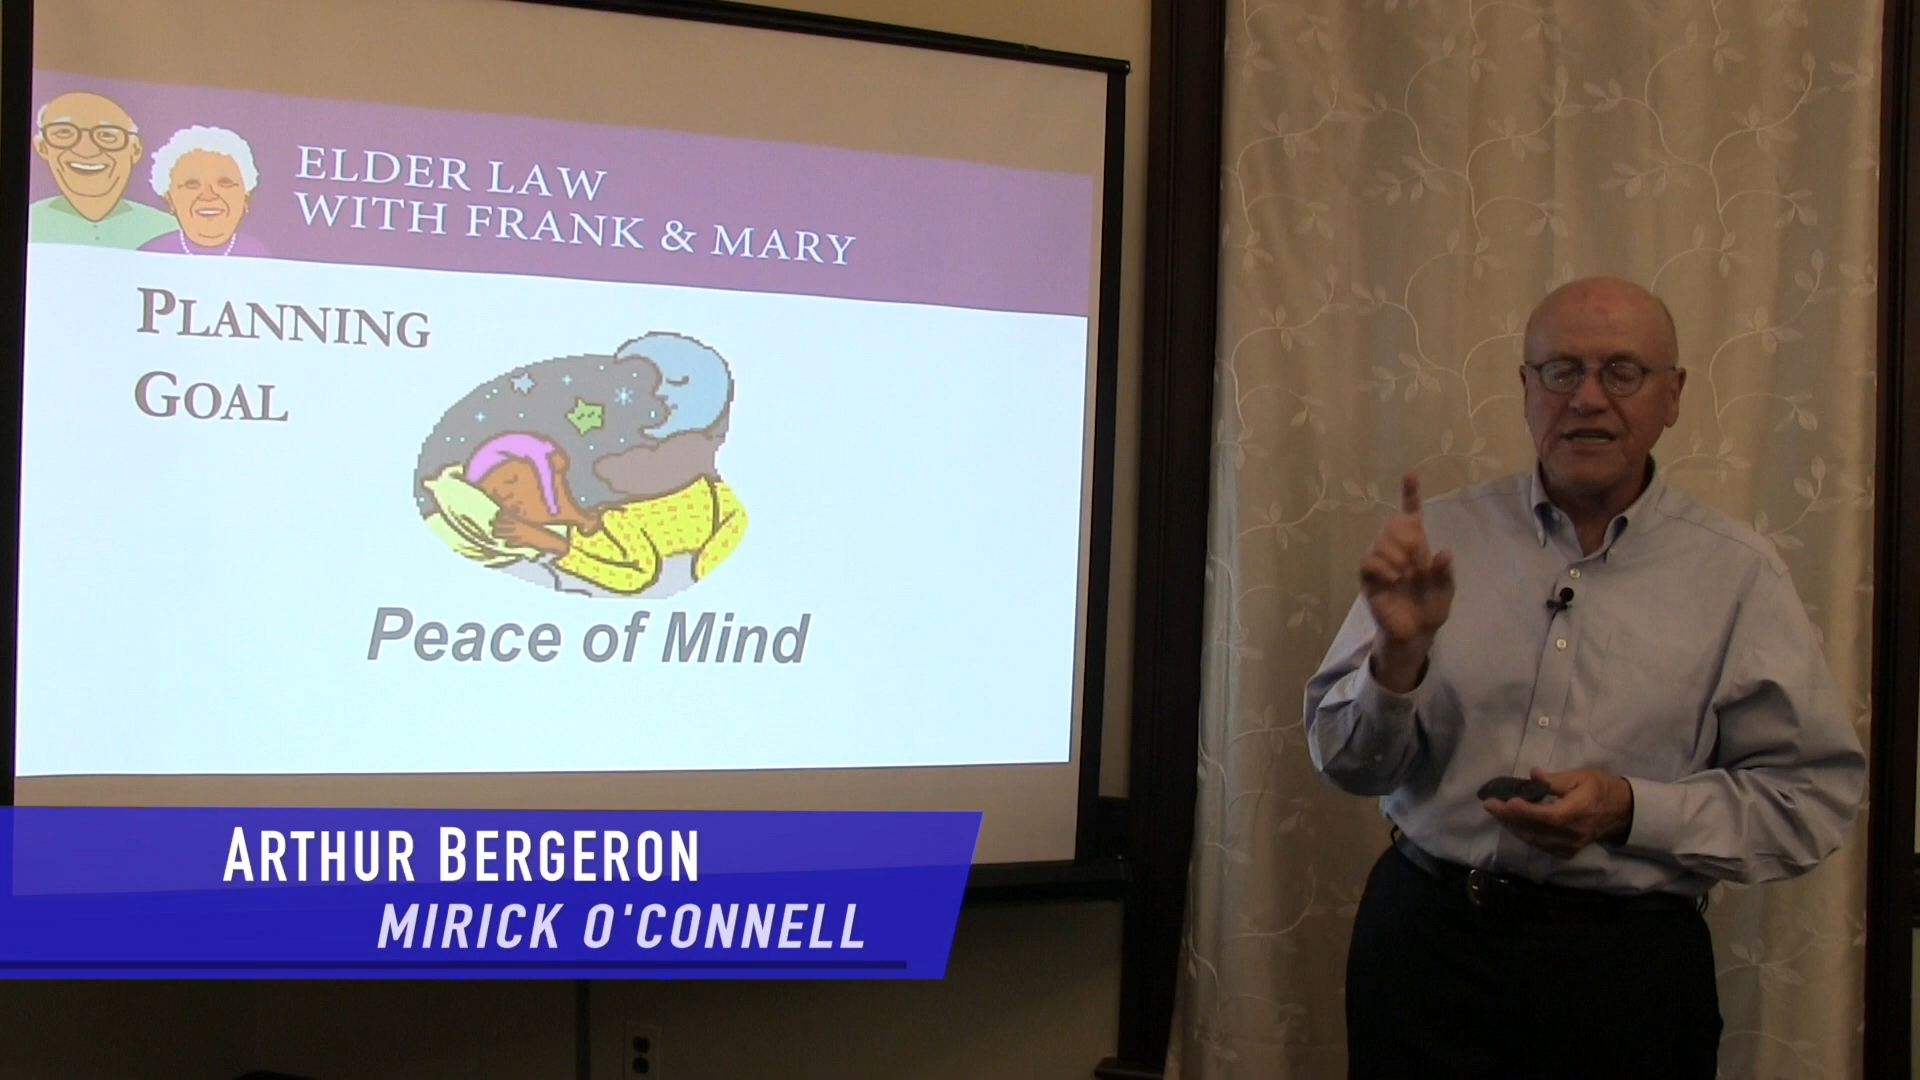 ELDER LAW
WITH FRANK & MARY
PLANNING
GOAL
Peace of Mind
ARTHUR BERGERON
MIRICK O'CONNELL